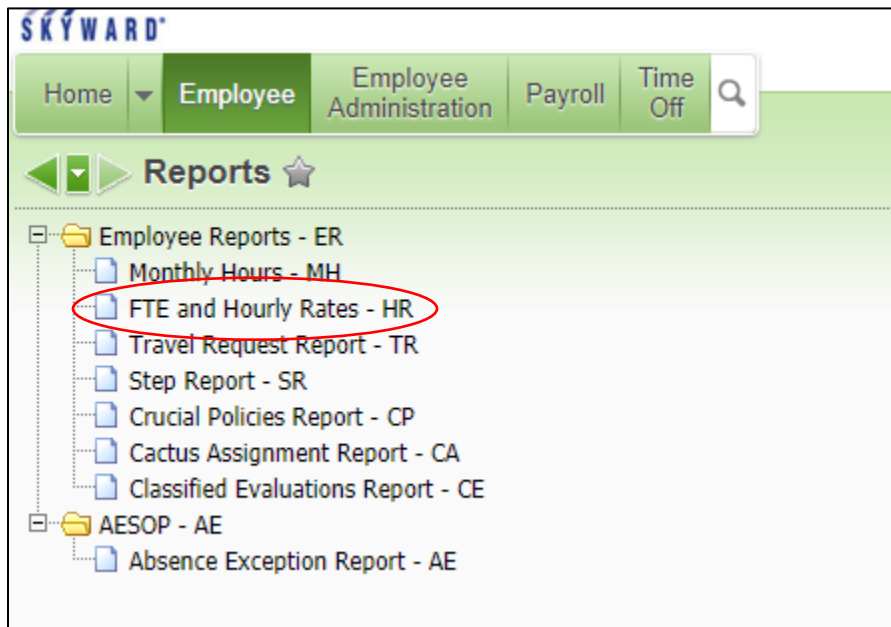 SKYWARD
Home Employee Employee Administration Payroll Time Off
Reports
Employee Reports - ER
Monthly Hours - MH
FTE and Hourly Rates - HR
Travel Request Report - TR
Step Report - SR
Crucial Policies Report - CP
Cactus Assignment Report - CA
Classified Evaluations Report - CE
AESOP - AE
Absence Exception Report - AE